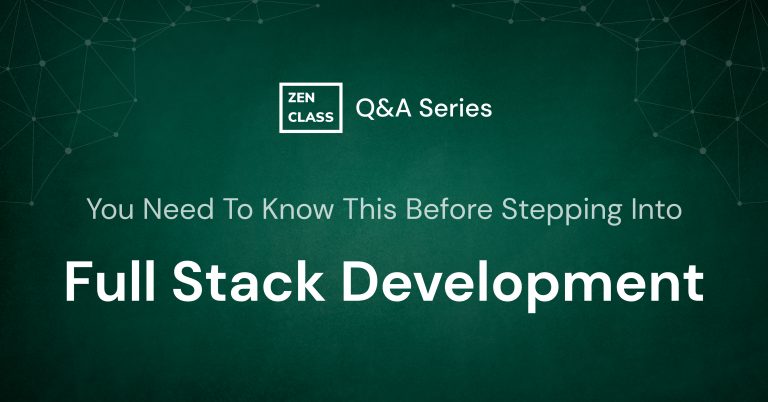 ZEN
CLASS
Q&A Series
You Need To Know This Before Stepping Into
Full Stack Development